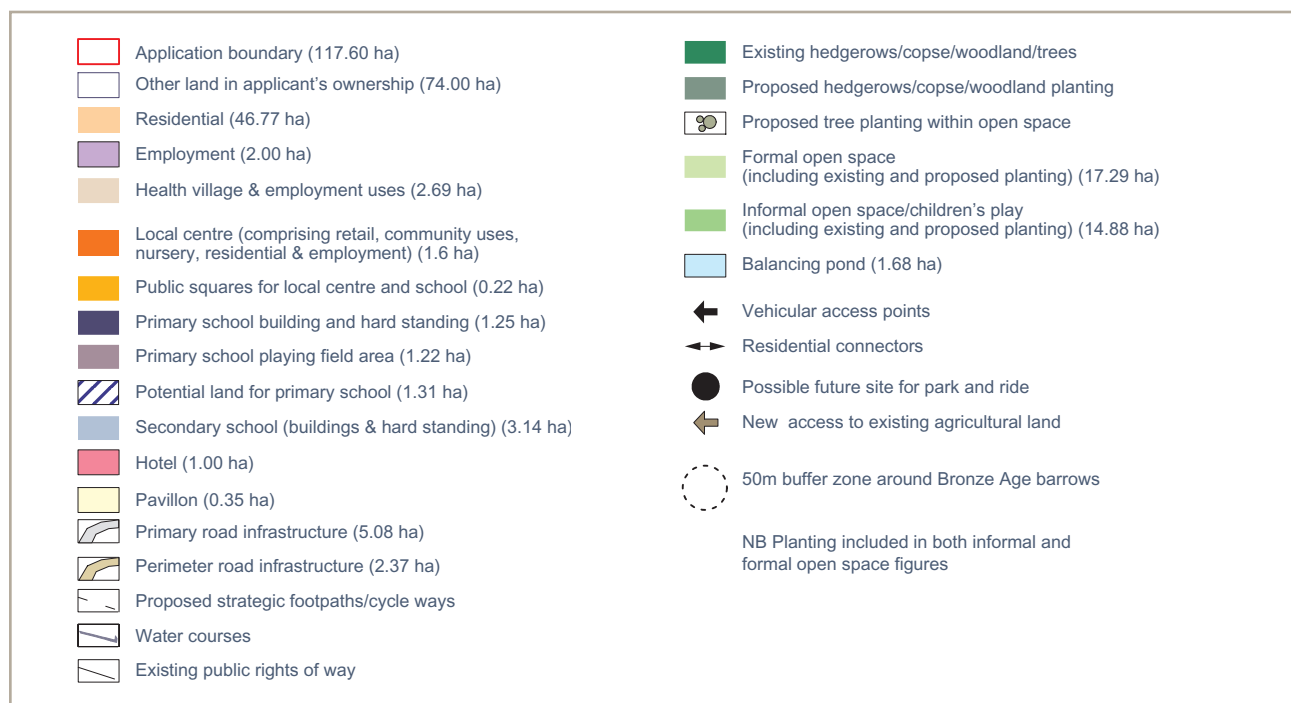 Application boundary (117.60 ha)
Other land in applicant's ownership (74.00 ha)
Residential (46.77 ha)
Employment (2.00 ha)
Health village & employment uses (2.69 ha)
Local centre (comprising retail, community uses,
nursery, residential & employment) (1.6 ha)
Public squares for local centre and school (0.22 ha)
Primary school building and hard standing (1.25 ha)
Primary school playing field area (1.22 ha)
Potential land for primary school (1.31 ha)
Secondary school (buildings & hard standing) (3.14 ha)
Hotel (1.00 ha)
Pavillon (0.35 ha)
Primary road infrastructure (5.08 ha)
Perimeter road infrastructure (2.37 ha)
Proposed strategic footpaths/cycle ways
Water courses
Existing public rights of way
Existing hedgerows/copse/woodland/trees
Proposed hedgerows/copse/woodland planting
Proposed tree planting within open space
Formal open space
(including existing and proposed planting) (17.29 ha)
Informal open space/children's play
(including existing and proposed planting) (14.88 ha)
Balancing pond (1.68 ha)
Vehicular access points
Residential connectors
Possible future site for park and ride
New access to existing agricultural land
50m buffer zone around Bronze Age barrows
NB Planting included in both informal and
formal open space figures